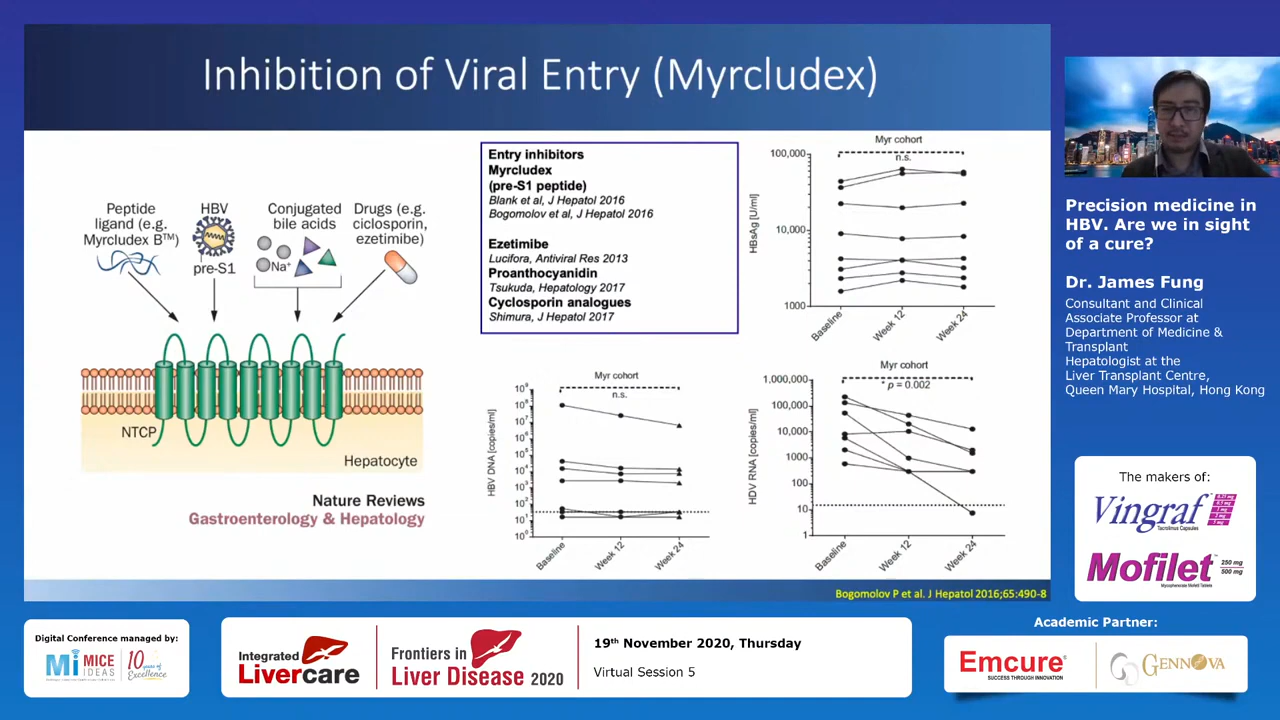 Inhibition of Viral Entry (Myrcludex)
Peptide
ligand (e.g.
Myrcludex B™)
HBV
pre-S1
Conjugated
bile acids
Na⁺
Drugs (e.g.
ciclosporin,
ezetimibe)
NTCP
Hepatocyte
Nature Reviews
Gastroenterology & Hepatology
Entry inhibitors
Myrcludex
(pre-S1 peptide)
Blank et al, J Hepatol 2016
Bogomolov et al, J Hepatol 2016
Ezetimibe
Lucifora, Antiviral Res 2013
Proanthocyanidin
Tsukuda, Hepatology 2017
Cyclosporin analogues
Shimura, J Hepatol 2017
Myr cohort
n.s.
HBsAg [U/ml]
100,000
10,000
1000
Baseline
Week 12
Week 24
Myr cohort
n.s.
HBV DNA [copies/ml]
10⁹
10⁸
10⁷
10⁶
10⁵
10⁴
10³
10²
10¹
10⁰
Baseline
Week 12
Week 24
Myr cohort
* p = 0.002
HDV RNA [copies/ml]
1,000,000
100,000
10,000
1000
100
10
1
Baseline
Week 12
Week 24
Bogomolov P et al. J Hepatol 2016;65:490-8
Precision medicine in
HBV. Are we in sight
of a cure?
Dr. James Fung
Consultant and Clinical
Associate Professor at
Department of Medicine &
Transplant
Hepatologist at the
Liver Transplant Centre,
Queen Mary Hospital, Hong Kong
The makers of:
Vingraf™
Tacrolimus Capsules
Mofilet™
250 mg
500 mg
Mycophenolate Mofetil Tablets
Digital Conference managed by:
Mi MICE
IDEAS
10 years of
Excellence
Integrated
Livercare
Frontiers in
Liver Disease 2020
19th November 2020, Thursday
Virtual Session 5
Academic Partner:
Emcure®
SUCCESS THROUGH INNOVATION
GENNOVA